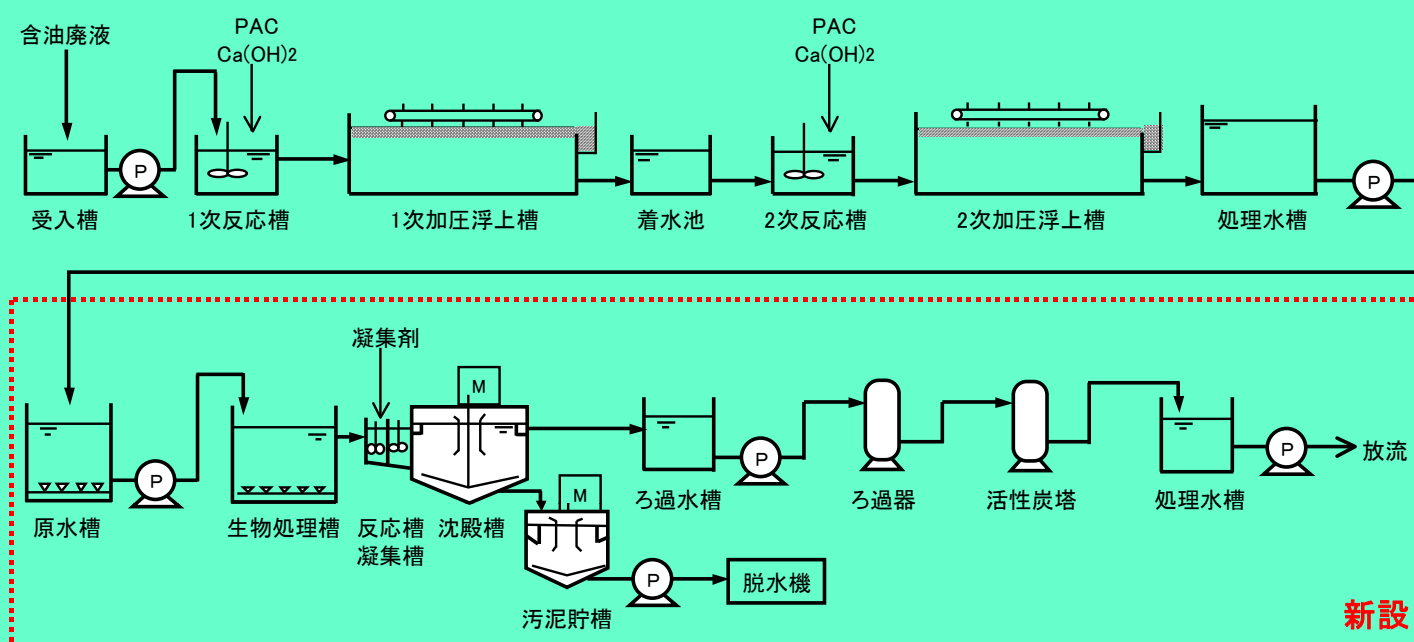 含油廃液
PAC
Ca(OH)2
PAC
Ca(OH)2
P
P
受入槽
1次反応槽
1次加圧浮上槽
着水池
2次反応槽
2次加圧浮上槽
処理水槽
凝集剤
M
P
P
P
放流
M
原水槽
生物処理槽
反応槽
凝集槽
沈殿槽
ろ過水槽
ろ過器
活性炭塔
処理水槽
P
脱水機
汚泥貯槽
新設